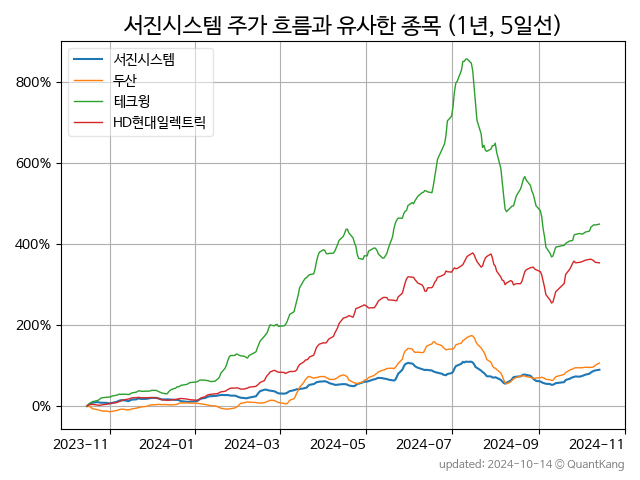 서진시스템 주가 흐름과 유사한 종목 (1년, 5일선)
서진시스템
두산
테크윙
HD현대일렉트릭
800%
600%
400%
200%
0%
2023-11 2024-01 2024-03 2024-05 2024-07 2024-09 2024-11
updated: 2024-10-14 © QuantKang